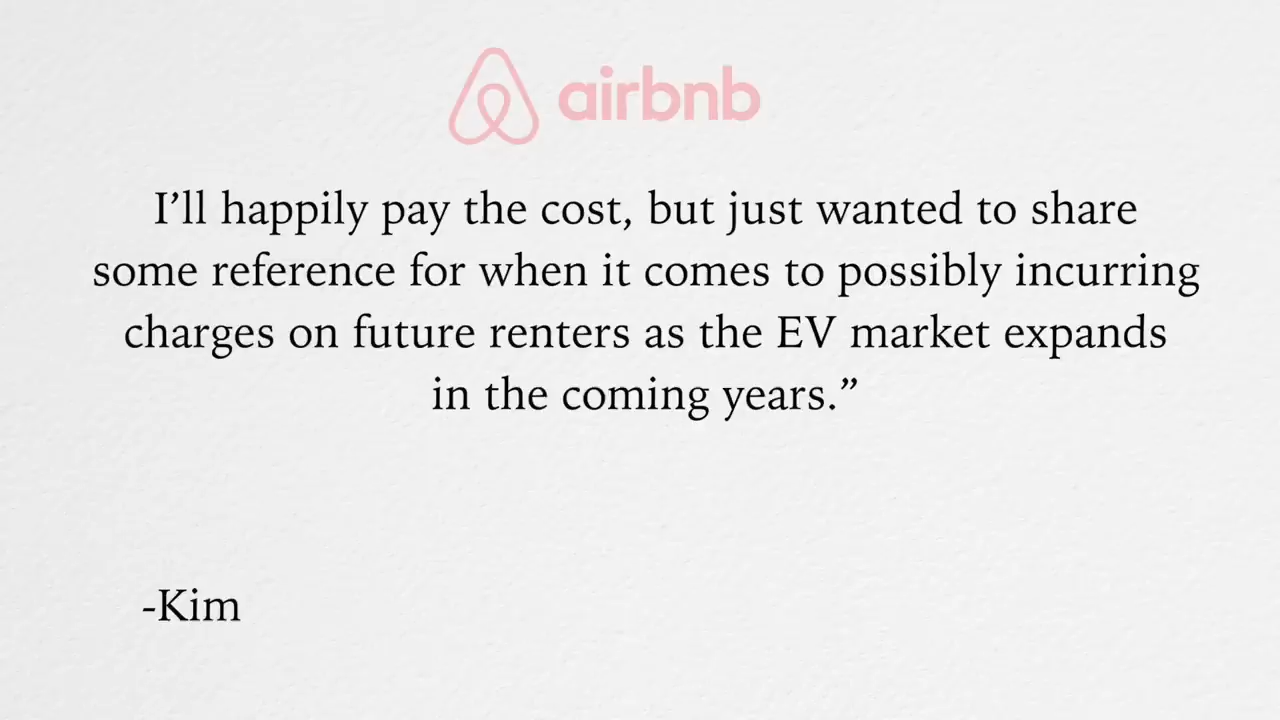 airbnb
I’ll happily pay the cost, but just wanted to share
some reference for when it comes to possibly incurring
charges on future renters as the EV market expands
in the coming years.”
-Kim